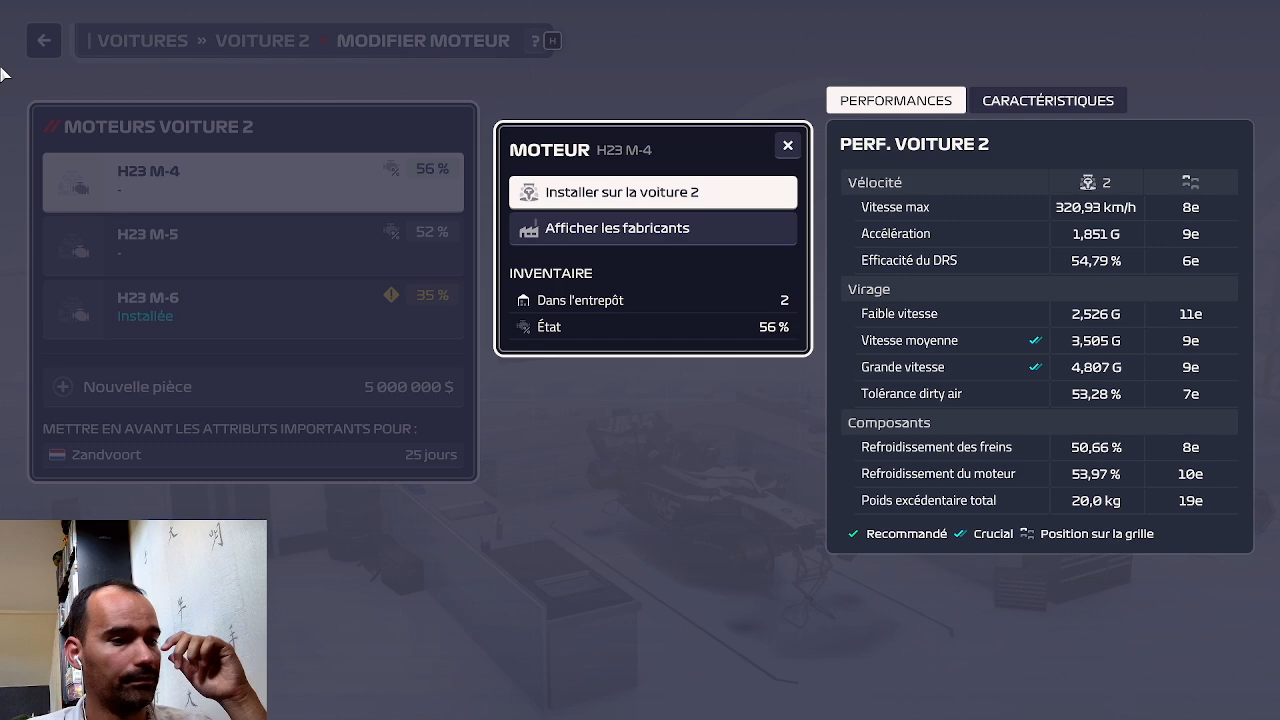 | VOITURES » VOITURE 2 » MODIFIER MOTEUR ? H
// MOTEURS VOITURE 2
H23 M-4 56 %
-
H23 M-5 52 %
-
H23 M-6 35 %
Installée
Nouvelle pièce 5 000 000 $
METTRE EN AVANT LES ATTRIBUTS IMPORTANTS POUR :
Zandvoort 25 jours
MOTEUR H23 M-4
Installer sur la voiture 2
Afficher les fabricants
INVENTAIRE
Dans l'entrepôt 2
État 56 %
PERFORMANCES CARACTÉRISTIQUES
PERF. VOITURE 2
Vélocité 2
Vitesse max 320,93 km/h 8e
Accélération 1,851 G 9e
Efficacité du DRS 54,79 % 6e
Virage
Faible vitesse 2,526 G 11e
Vitesse moyenne 3,505 G 9e
Grande vitesse 4,807 G 9e
Tolérance dirty air 53,28 % 7e
Composants
Refroidissement des freins 50,66 % 8e
Refroidissement du moteur 53,97 % 10e
Poids excédentaire total 20,0 kg 19e
Recommandé Crucial Position sur la grille
大 明
早
大